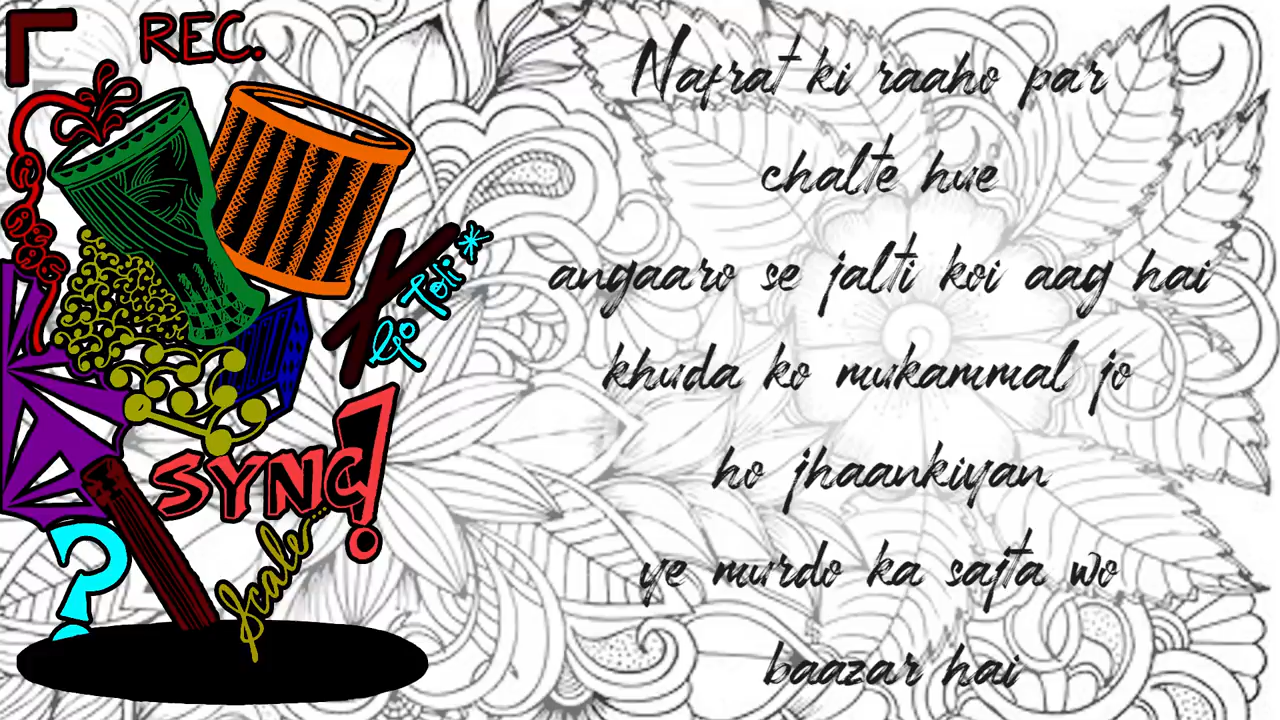 REC.
Go Toli*
SYNC!
Scale...
?
Nafrat ki raaho par
chalte hue
angaaro se jalti koi aag hai
khuda ko mukammal jo
ho jhaankiyan
ye murdo ka sajta wo
baazar hai